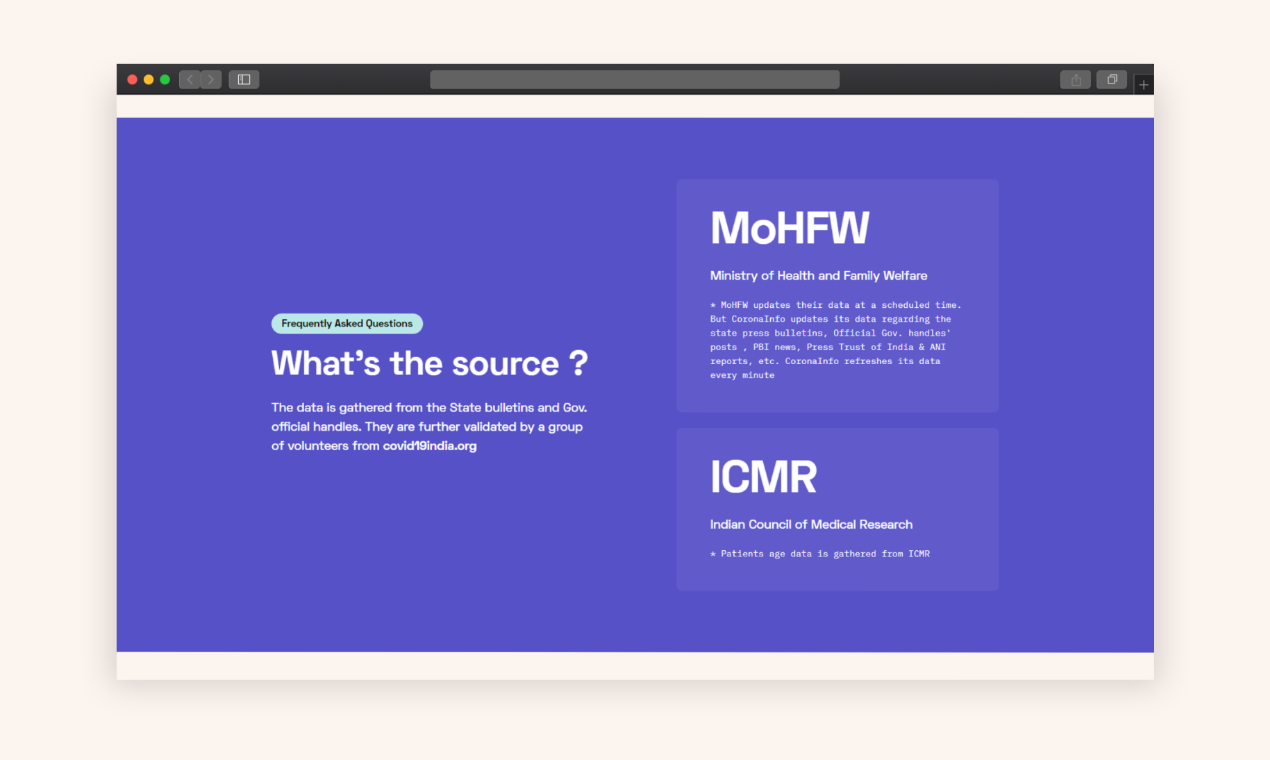 Frequently Asked Questions
What's the source ?
The data is gathered from the State bulletins and Gov.
official handles. They are further validated by a group
of volunteers from covid19india.org
MoHFW
Ministry of Health and Family Welfare
* MoHFW updates their data at a scheduled time.
But CoronaInfo updates its data regarding the
state press bulletins, Official Gov. handles'
posts , PBI news, Press Trust of India & ANI
reports, etc. CoronaInfo refreshes its data
every minute
ICMR
Indian Council of Medical Research
* Patients age data is gathered from ICMR